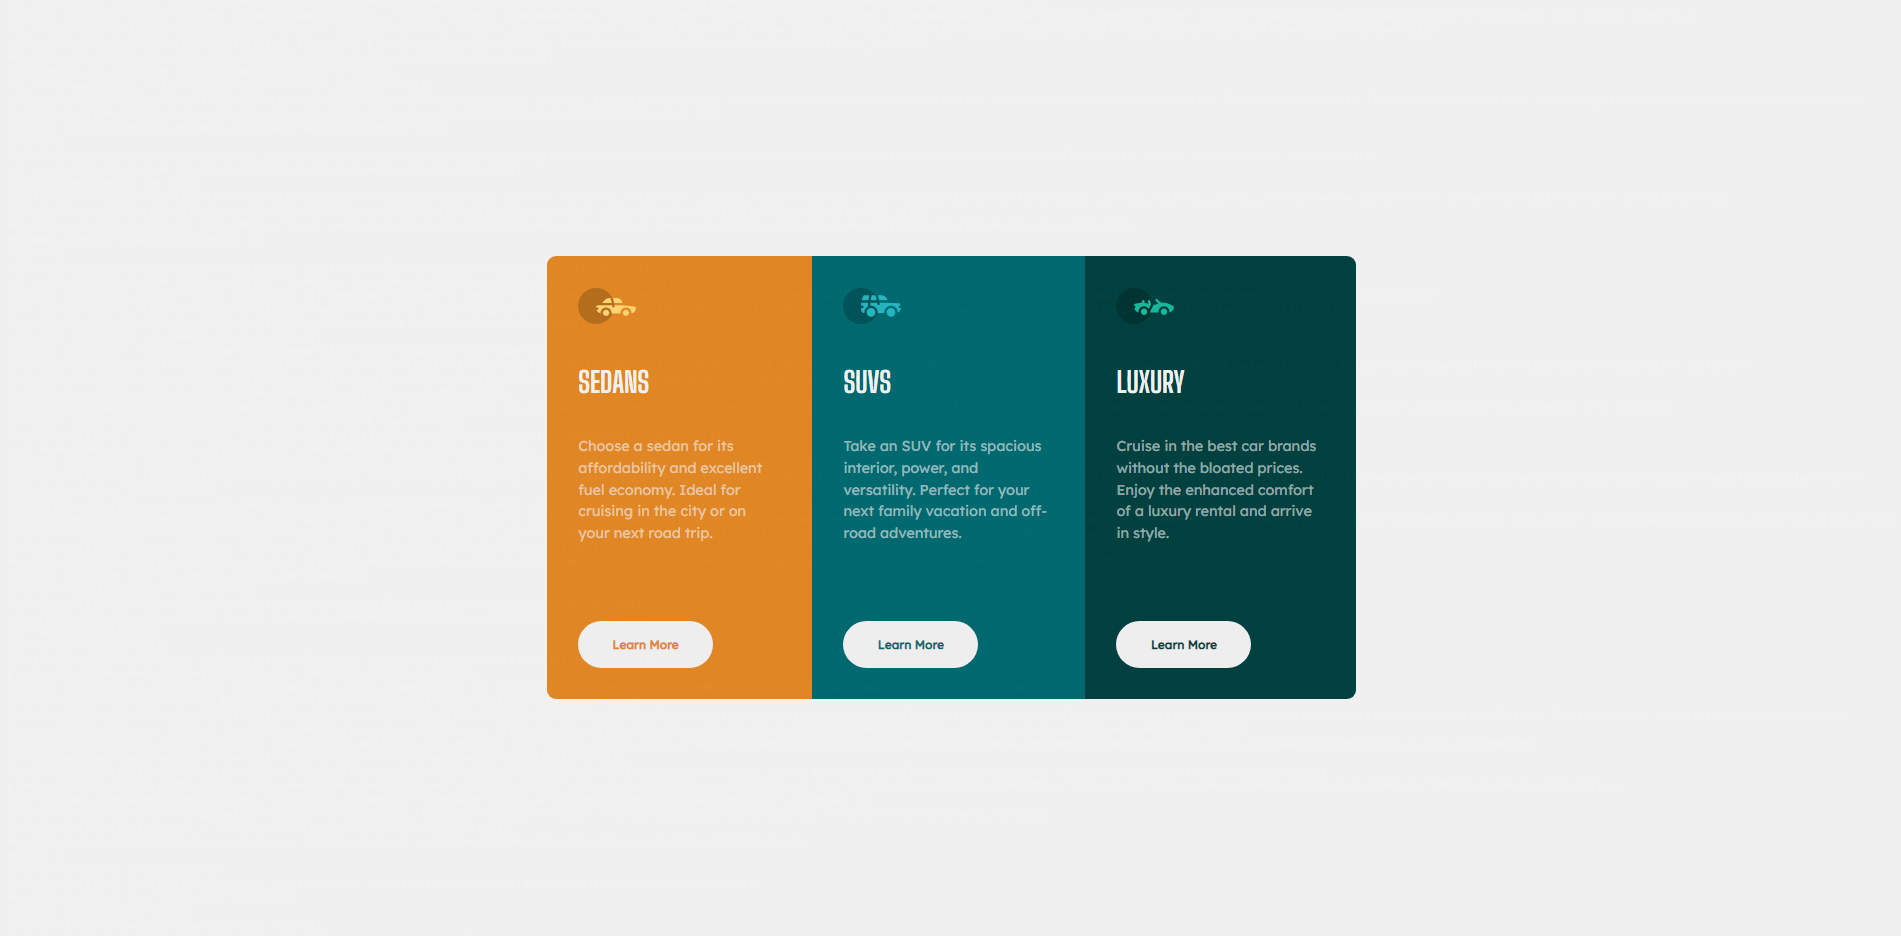 SEDANS
Choose a sedan for its
affordability and excellent
fuel economy. Ideal for
cruising in the city or on
your next road trip.
Learn More
SUVS
Take an SUV for its spacious
interior, power, and
versatility. Perfect for your
next family vacation and off-
road adventures.
Learn More
LUXURY
Cruise in the best car brands
without the bloated prices.
Enjoy the enhanced comfort
of a luxury rental and arrive
in style.
Learn More